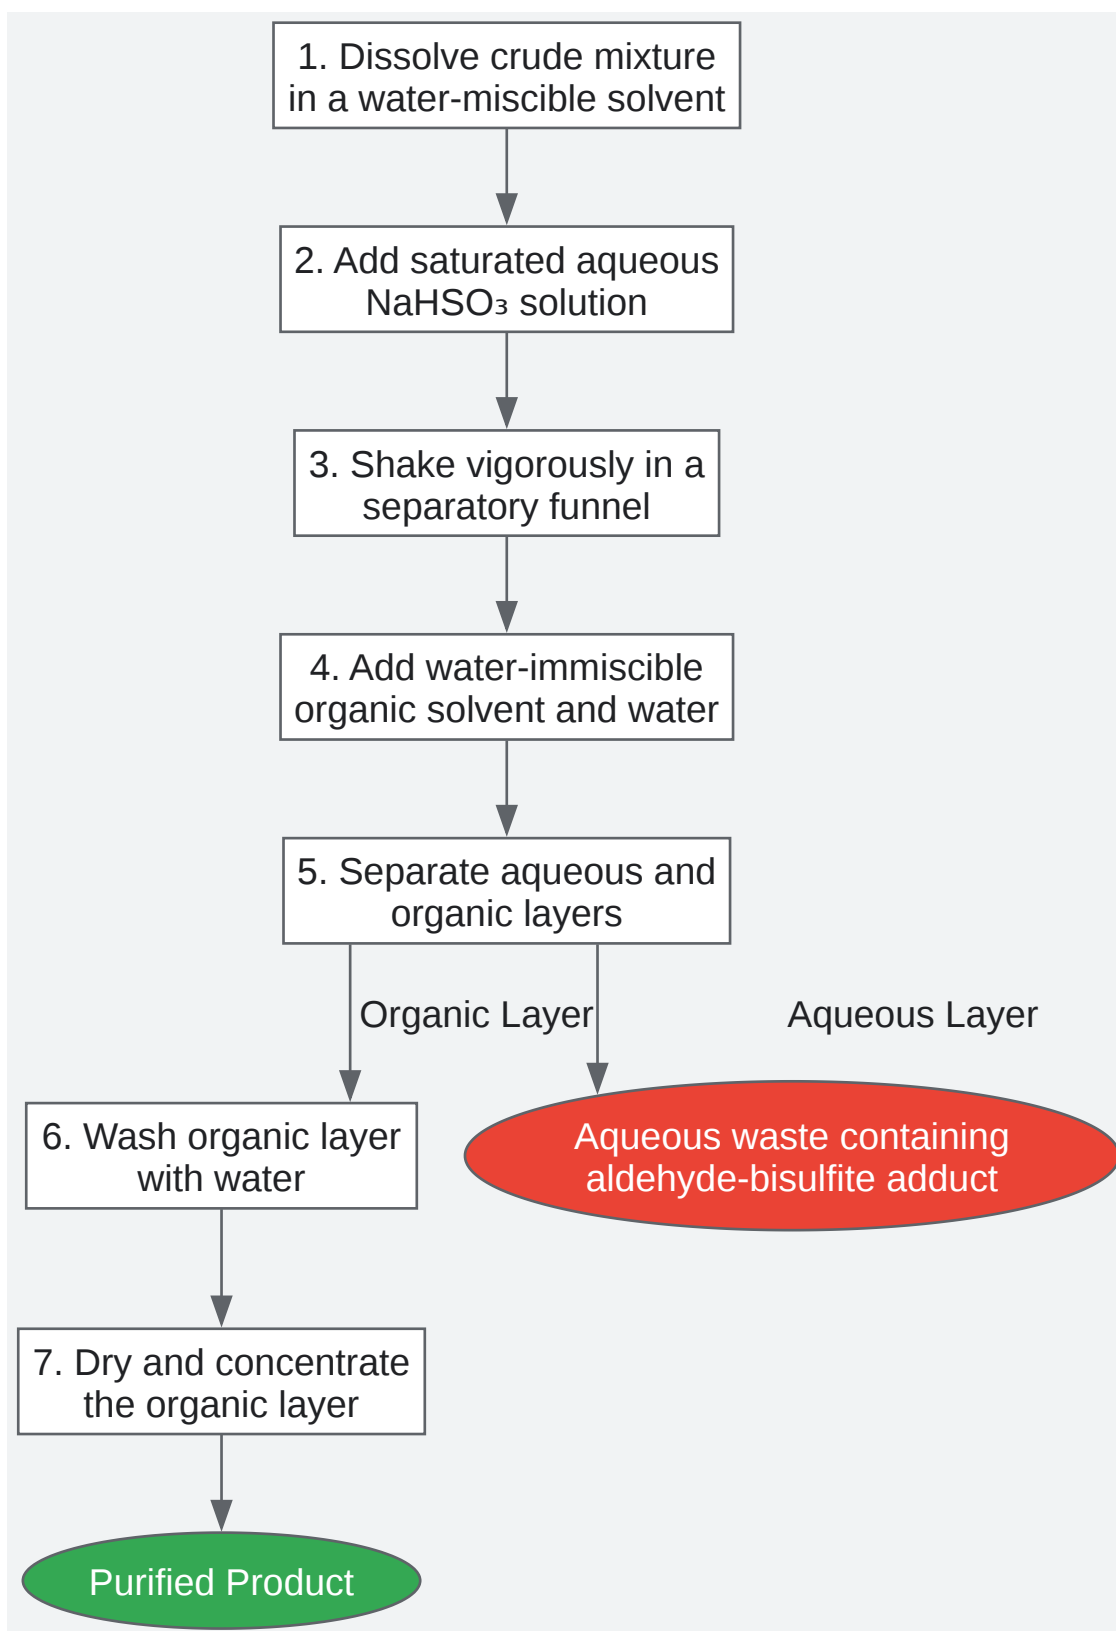 1. Dissolve crude mixture
in a water-miscible solvent
2. Add saturated aqueous
NaHSO₃ solution
3. Shake vigorously in a
separatory funnel
4. Add water-immiscible
organic solvent and water
5. Separate aqueous and
organic layers
Organic Layer
Aqueous Layer
6. Wash organic layer
with water
Aqueous waste containing
aldehyde-bisulfite adduct
7. Dry and concentrate
the organic layer
Purified Product